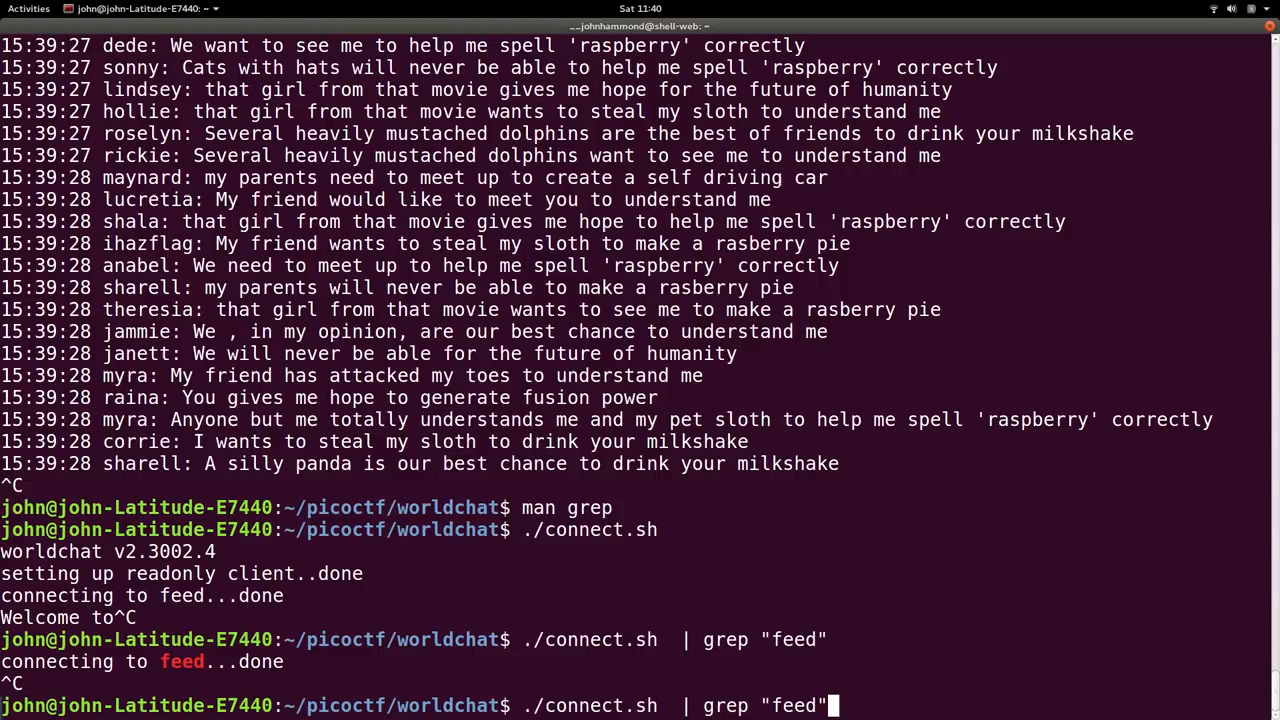 Activities john@john-Latitude-E7440: ~ Sat 11:40
__johnhammond@shell-web: ~
15:39:27 dede: We want to see me to help me spell 'raspberry' correctly
15:39:27 sonny: Cats with hats will never be able to help me spell 'raspberry' correctly
15:39:27 lindsey: that girl from that movie gives me hope for the future of humanity
15:39:27 hollie: that girl from that movie wants to steal my sloth to understand me
15:39:27 roselyn: Several heavily mustached dolphins are the best of friends to drink your milkshake
15:39:27 rickie: Several heavily mustached dolphins want to see me to understand me
15:39:28 maynard: my parents need to meet up to create a self driving car
15:39:28 lucretia: My friend would like to meet you to understand me
15:39:28 shala: that girl from that movie gives me hope to help me spell 'raspberry' correctly
15:39:28 ihazflag: My friend wants to steal my sloth to make a rasberry pie
15:39:28 anabel: We need to meet up to help me spell 'raspberry' correctly
15:39:28 sharell: my parents will never be able to make a rasberry pie
15:39:28 theresia: that girl from that movie wants to see me to make a rasberry pie
15:39:28 jammie: We , in my opinion, are our best chance to understand me
15:39:28 janett: We will never be able for the future of humanity
15:39:28 myra: My friend has attacked my toes to understand me
15:39:28 raina: You gives me hope to generate fusion power
15:39:28 myra: Anyone but me totally understands me and my pet sloth to help me spell 'raspberry' correctly
15:39:28 corrie: I wants to steal my sloth to drink your milkshake
15:39:28 sharell: A silly panda is our best chance to drink your milkshake
^C
john@john-Latitude-E7440:~/picoctf/worldchat$ man grep
john@john-Latitude-E7440:~/picoctf/worldchat$ ./connect.sh
worldchat v2.3002.4
setting up readonly client..done
connecting to feed...done
Welcome to^C
john@john-Latitude-E7440:~/picoctf/worldchat$ ./connect.sh  | grep "feed"
connecting to feed...done
^C
john@john-Latitude-E7440:~/picoctf/worldchat$ ./connect.sh  | grep "feed"